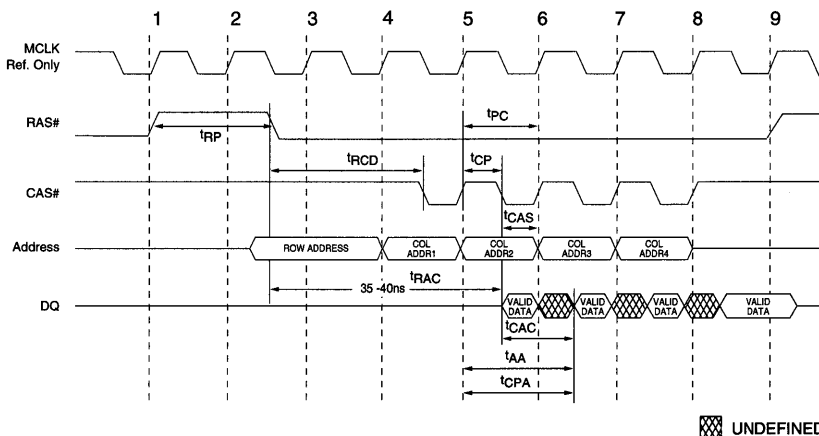 1 2 3 4 5 6 7 8 9
MCLK
Ref. Only
RAS#
tRP
tPC
tRCD
tCP
CAS#
tCAS
Address
ROW ADDRESS
COL
ADDR1
COL
ADDR2
COL
ADDR3
COL
ADDR4
tRAC
35 -40ns
DQ
VALID
DATA
VALID
DATA
VALID
DATA
VALID
DATA
tCAC
tAA
tCPA
UNDEFINED